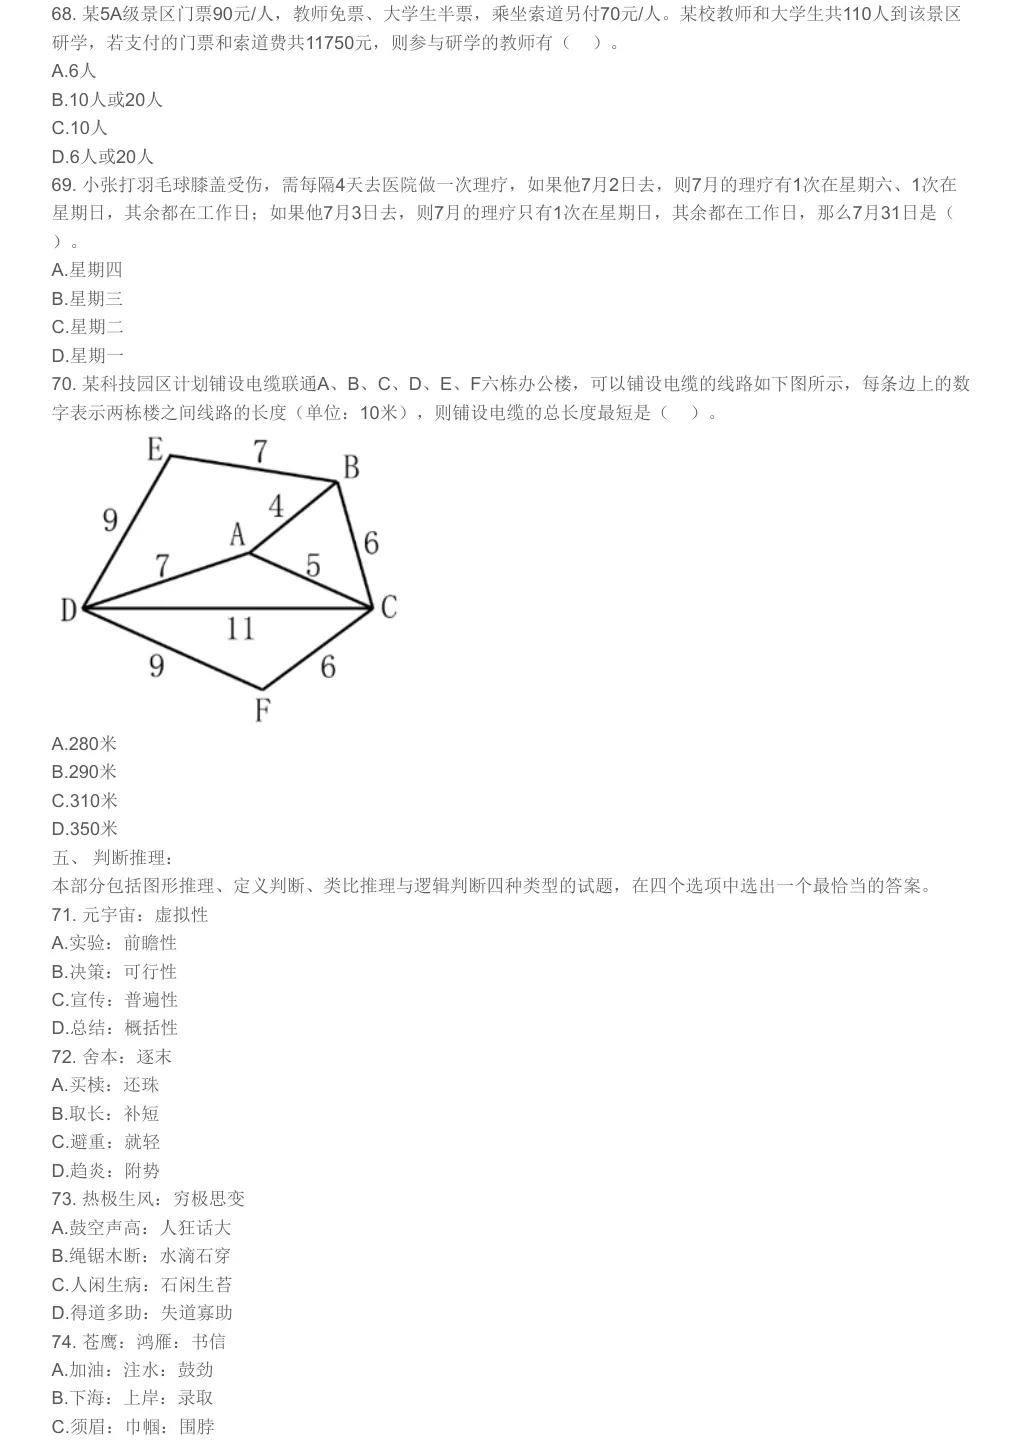 68. 某5A级景区门票90元/人，教师免票、大学生半票，乘坐索道另付70元/人。某校教师和大学生共110人到该景区
研学，若支付的门票和索道费共11750元，则参与研学的教师有（　）。
A.6人
B.10人或20人
C.10人
D.6人或20人
69. 小张打羽毛球膝盖受伤，需每隔4天去医院做一次理疗，如果他7月2日去，则7月的理疗有1次在星期六、1次在
星期日，其余都在工作日；如果他7月3日去，则7月的理疗只有1次在星期日，其余都在工作日，那么7月31日是（
）。
A.星期四
B.星期三
C.星期二
D.星期一
70. 某科技园区计划铺设电缆联通A、B、C、D、E、F六栋办公楼，可以铺设电缆的线路如下图所示，每条边上的数
字表示两栋楼之间线路的长度（单位：10米），则铺设电缆的总长度最短是（　）。
E
7
B
4
9
A
6
7
5
D
C
11
9
6
F
A.280米
B.290米
C.310米
D.350米
五、 判断推理：
本部分包括图形推理、定义判断、类比推理与逻辑判断四种类型的试题，在四个选项中选出一个最恰当的答案。
71. 元宇宙：虚拟性
A.实验：前瞻性
B.决策：可行性
C.宣传：普遍性
D.总结：概括性
72. 舍本：逐末
A.买椟：还珠
B.取长：补短
C.避重：就轻
D.趋炎：附势
73. 热极生风：穷极思变
A.鼓空声高：人狂话大
B.绳锯木断：水滴石穿
C.人闲生病：石闲生苔
D.得道多助：失道寡助
74. 苍鹰：鸿雁：书信
A.加油：注水：鼓劲
B.下海：上岸：录取
C.须眉：巾帼：围脖